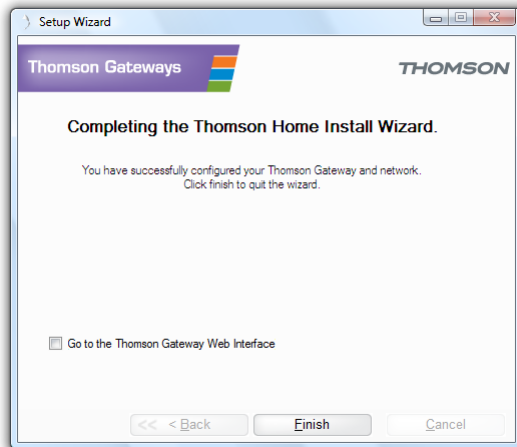 Setup Wizard
Thomson Gateways
THOMSON
Completing the Thomson Home Install Wizard.
You have successfully configured your Thomson Gateway and network.
Click finish to quit the wizard.
Go to the Thomson Gateway Web Interface
<< < Back
Finish
Cancel